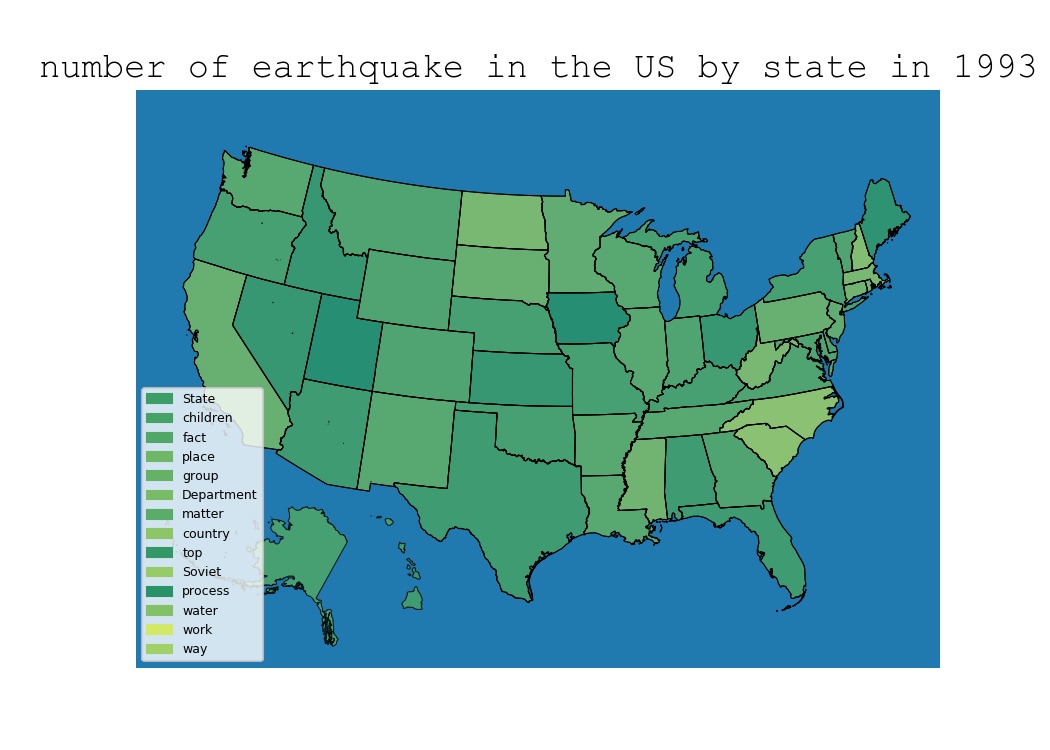 number of earthquake in the US by state in 1993
State
children
fact
place
group
Department
matter
country
top
Soviet
process
water
work
way